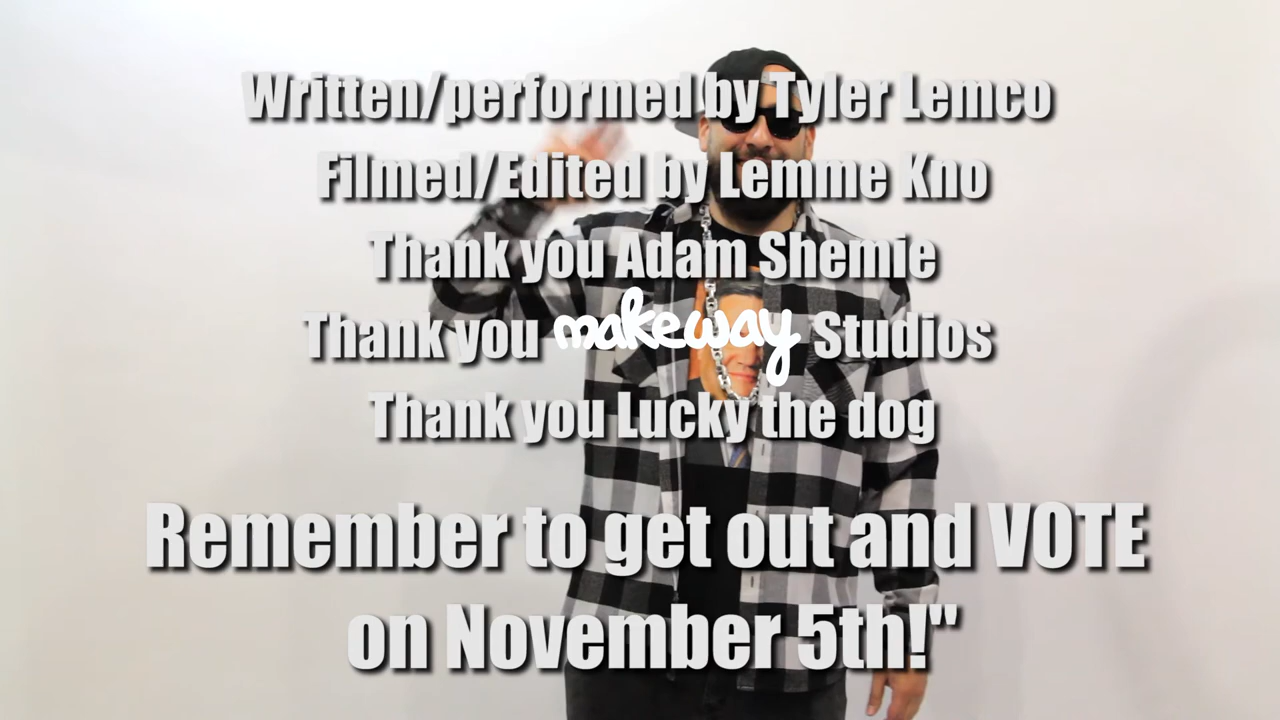 Written/performed by Tyler Lemco
Filmed/Edited by Lemme Kno
Thank you Adam Shemie
Thank you makeway Studios
Thank you Lucky the dog
Remember to get out and VOTE
on November 5th!"